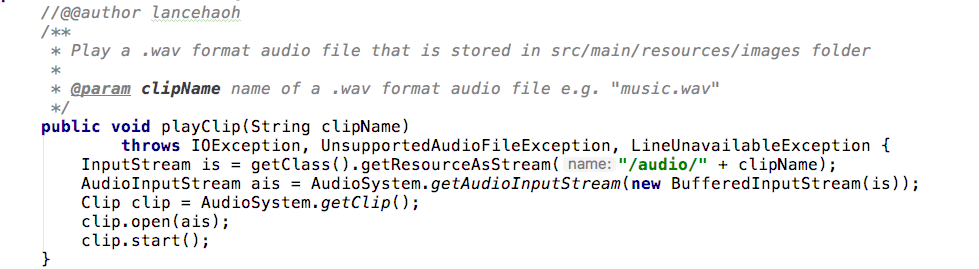 //@@author lancehaoh
/**
 * Play a .wav format audio file that is stored in src/main/resources/images folder
 *
 * @param clipName name of a .wav format audio file e.g. "music.wav"
 */
public void playClip(String clipName)
        throws IOException, UnsupportedAudioFileException, LineUnavailableException {
    InputStream is = getClass().getResourceAsStream( name: "/audio/" + clipName);
    AudioInputStream ais = AudioSystem.getAudioInputStream(new BufferedInputStream(is));
    Clip clip = AudioSystem.getClip();
    clip.open(ais);
    clip.start();
}